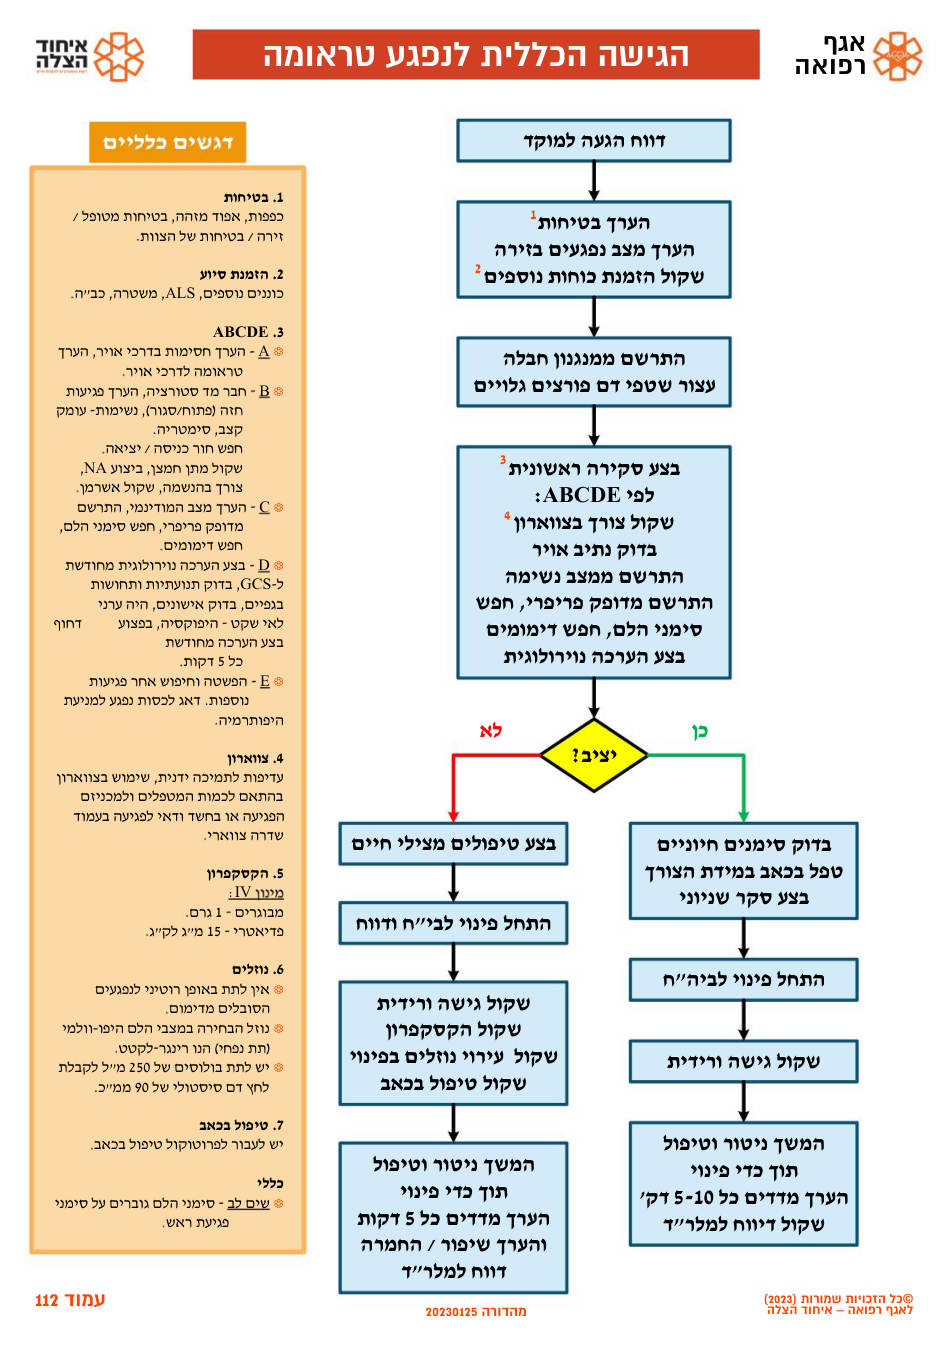 אגף
רפואה
הגישה הכללית לנפגע טראומה
איחוד
הצלה
דווח הגעה למוקד
הערך בטיחות1
הערך מצב נפגעים בזירה
שקול הזמנת כוחות נוספים2
התרשם ממנגנון חבלה
עצור שטפי דם פורצים גלויים
בצע סקירה ראשונית3
לפי ABCDE:
שקול צורך בצווארון4
בדוק נתיב אויר
התרשם ממצב נשימה
התרשם מדופק פריפרי, חפש
סימני הלם, חפש דימומים
בצע הערכה נוירולוגית
יציב?
כן
בדוק סימנים חיוניים
טפל בכאב במידת הצורך
בצע סקר שניוני
התחל פינוי לביה״ח
שקול גישה ורידית
המשך ניטור וטיפול
תוך כדי פינוי
הערך מדדים כל 5-10 דק׳
שקול דיווח למלר״ד
לא
בצע טיפולים מצילי חיים
התחל פינוי לבי״ח ודווח
שקול גישה ורידית
שקול הקסקפרון
שקול עירוי נוזלים בפינוי
שקול טיפול בכאב
המשך ניטור וטיפול
תוך כדי פינוי
הערך מדדים כל 5 דקות
והערך שיפור / החמרה
דווח למלר״ד
דגשים כלליים
1. בטיחות
כפפות, אפוד מזהה, בטיחות מטופל /
זירה / בטיחות של הצוות.
2. הזמנת סיוע
כוננים נוספים, ALS, משטרה, כב״ה.
3. ABCDE
A - הערך חסימות בדרכי אויר, הערך
טראומה לדרכי אויר.
B - חבר מד סטורציה, הערך פגיעות
חזה (פתוח/סגור), נשימות- עומק
קצב, סימטריה.
חפש חור כניסה / יציאה.
שקול מתן חמצן, ביצוע NA,
צורך בהנשמה, שקול אשרמן.
C - הערך מצב המודינמי, התרשם
מדופק פריפרי, חפש סימני הלם,
חפש דימומים.
D - בצע הערכה נוירולוגית מחודשת
ל-GCS, בדוק תנועתיות ותחושות
בגפיים, בדוק אישונים, היה ערני
לאי שקט - היפוקסיה, בפצוע דחוף
בצע הערכה מחודשת
כל 5 דקות.
E - הפשטה וחיפוש אחר פגיעות
נוספות. דאג לכסות נפגע למניעת
היפותרמיה.
4. צווארון
עדיפות לתמיכה ידנית, שימוש בצווארון
בהתאם לכמות המטפלים ולמכניזם
הפגיעה או בחשד ודאי לפגיעה בעמוד
שדרה צווארי.
5. הקסקפרון
מינון IV:
מבוגרים - 1 גרם.
פדיאטרי - 15 מ״ג לק״ג.
6. נוזלים
אין לתת באופן רוטיני לנפגעים
הסובלים מדימום.
נוזל הבחירה במצבי הלם היפו-וולמי
(תת נפחי) הנו רינגר-לקטט.
יש לתת בולוסים של 250 מ״ל לקבלת
לחץ דם סיסטולי של 90 ממ״כ.
7. טיפול בכאב
יש לעבור לפרוטוקול טיפול בכאב.
כללי
שים לב - סימני הלם גוברים על סימני
פגיעת ראש.
©כל הזכויות שמורות (2023)
לאגף רפואה – איחוד הצלה
מהדורה 20230125
עמוד 112